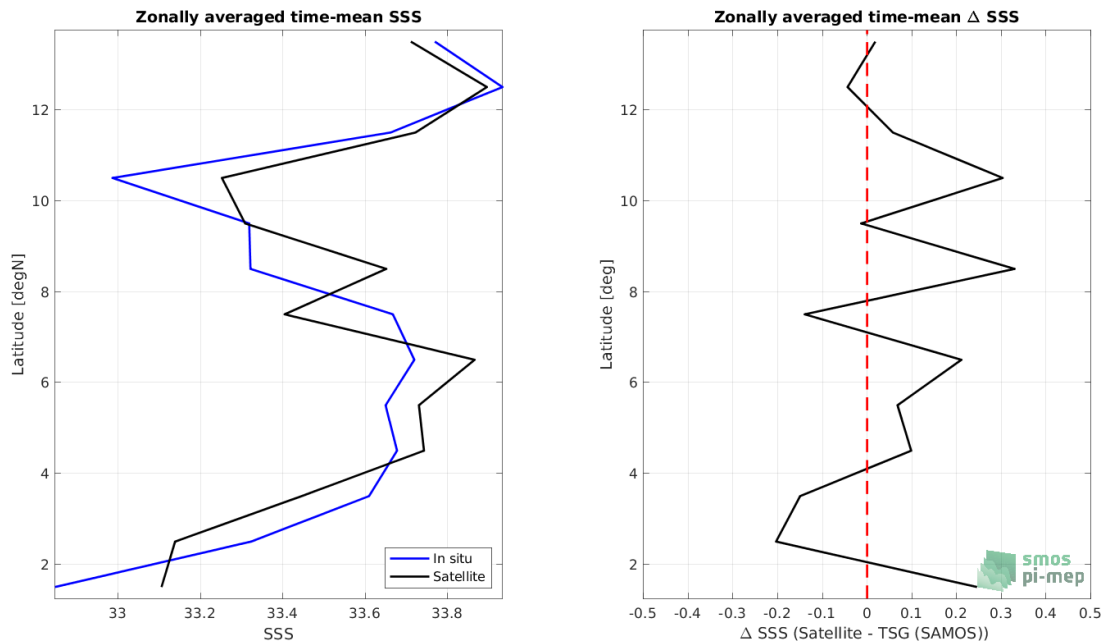 Zonally averaged time-mean SSS
12
10
8
6
4
2
Latitude [degN]
33
33.2
33.4
33.6
33.8
SSS
In situ
Satellite
Zonally averaged time-mean Δ SSS
12
10
8
6
4
2
Latitude [deg]
-0.5
-0.4
-0.3
-0.2
-0.1
0
0.1
0.2
0.3
0.4
0.5
Δ SSS (Satellite - TSG (SAMOS))
smos
pi-mep